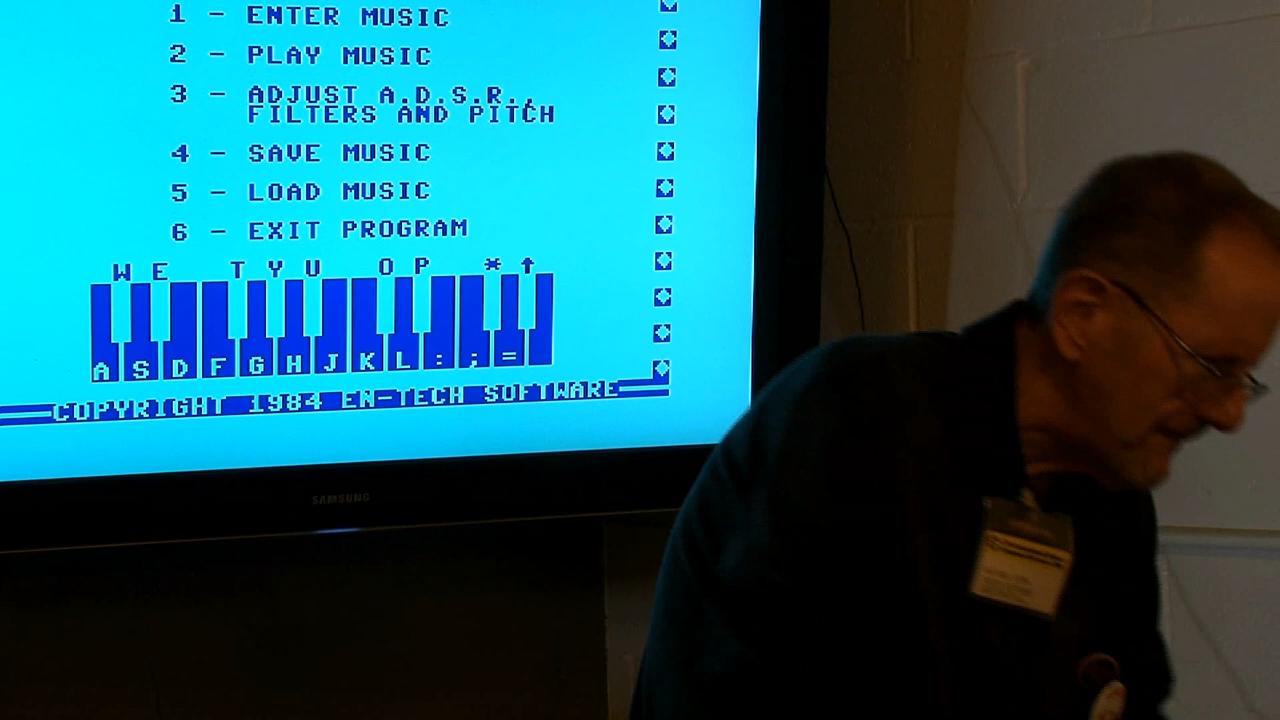 1 - ENTER MUSIC
2 - PLAY MUSIC
3 - ADJUST A.D.S.R.,
FILTERS AND PITCH
4 - SAVE MUSIC
5 - LOAD MUSIC
6 - EXIT PROGRAM
W E T Y U O P * ↑
A S D F G H J K L : ; =
COPYRIGHT 1984 EN-TECH SOFTWARE
SAMSUNG